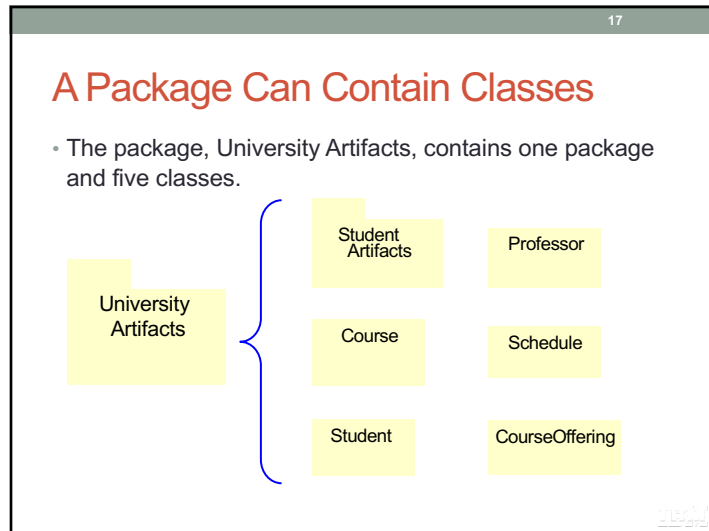 17
A Package Can Contain Classes
• The package, University Artifacts, contains one package
and five classes.
University
Artifacts
Student
Artifacts
Professor
Course
Schedule
Student
CourseOffering
IBM